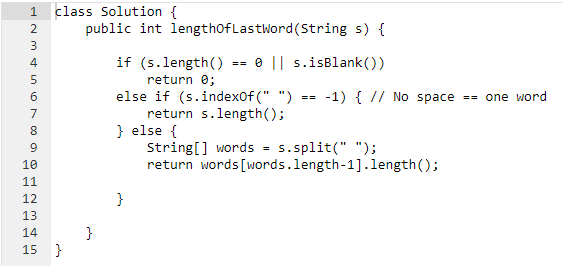 1 class Solution {
2     public int lengthOfLastWord(String s) {
3
4         if (s.length() == 0 || s.isBlank())
5             return 0;
6         else if (s.indexOf(" ") == -1) { // No space == one word
7             return s.length();
8         } else {
9             String[] words = s.split(" ");
10             return words[words.length-1].length();
11
12         }
13
14     }
15 }